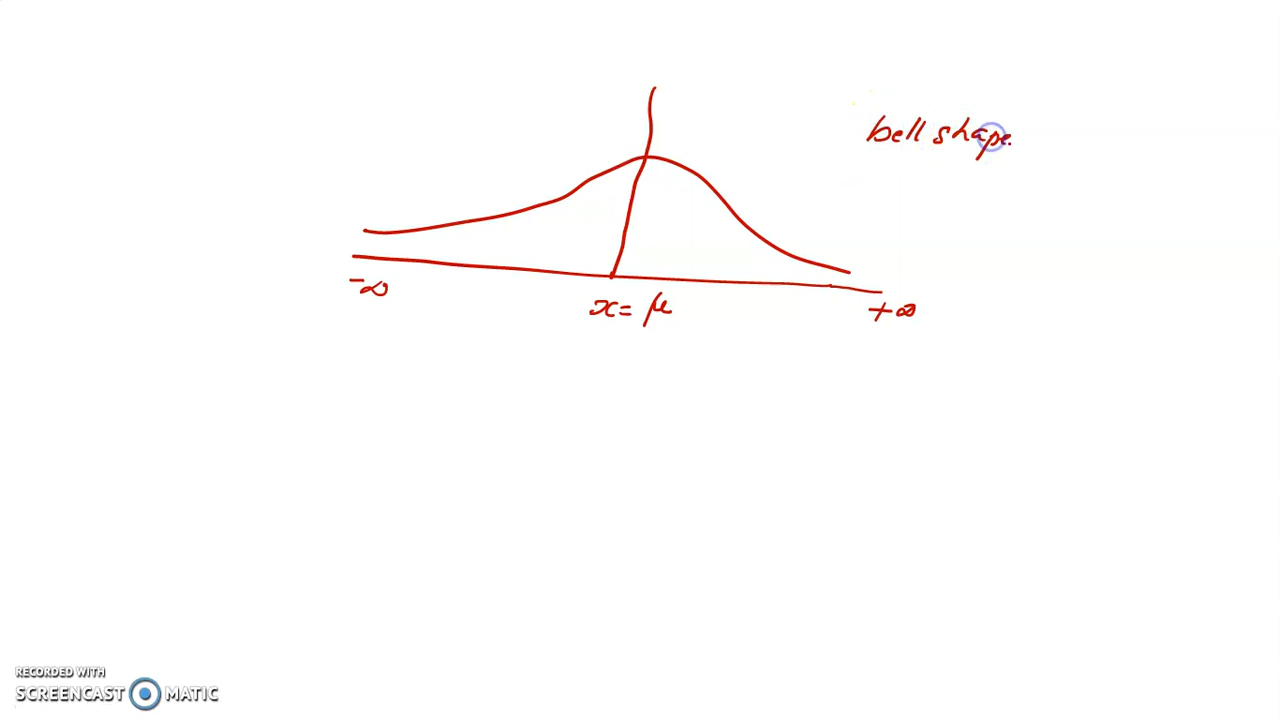 bell shape.
-∞
x = μ
+∞
RECORDED WITH
SCREENCAST MATIC